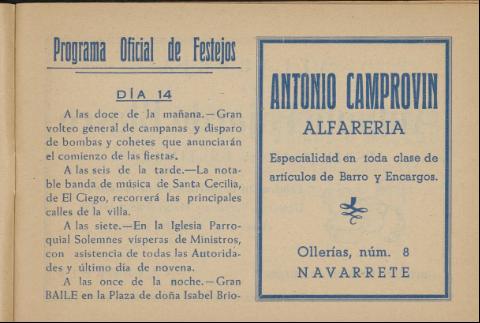 Programa Oficial de Festejos
DÍA 14
A las doce de la mañana.—Gran
volteo general de campanas y disparo
de bombas y cohetes que anunciarán
el comienzo de las fiestas.
A las seis de la tarde.—La nota-
ble banda de música de Santa Cecilia,
de El Ciego, recorrerá las principales
calles de la villa.
A las siete.—En la Iglesia Parro-
quial Solemnes vísperas de Ministros,
con asistencia de todas las Autorida-
des y último día de novena.
A las once de la noche.—Gran
BAILE en la Plaza de doña Isabel Brio-
ANTONIO CAMPROVIN
ALFARERIA
Especialidad en toda clase de
artículos de Barro y Encargos.
Ollerías, núm. 8
NAVARRETE